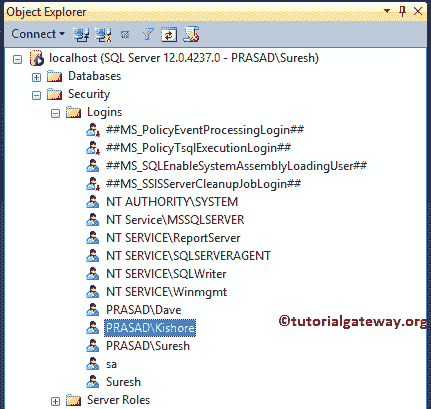 Object Explorer
Connect
localhost (SQL Server 12.0.4237.0 - PRASAD\Suresh)
Databases
Security
Logins
##MS_PolicyEventProcessingLogin##
##MS_PolicyTsqlExecutionLogin##
##MS_SQLEnableSystemAssemblyLoadingUser##
##MS_SSISServerCleanupJobLogin##
NT AUTHORITY\SYSTEM
NT Service\MSSQLSERVER
NT SERVICE\ReportServer
NT SERVICE\SQLSERVERAGENT
NT SERVICE\SQLWriter
NT SERVICE\Winmgmt
PRASAD\Dave
PRASAD\Kishore
©tutorialgateway.org
PRASAD\Suresh
sa
Suresh
Server Roles